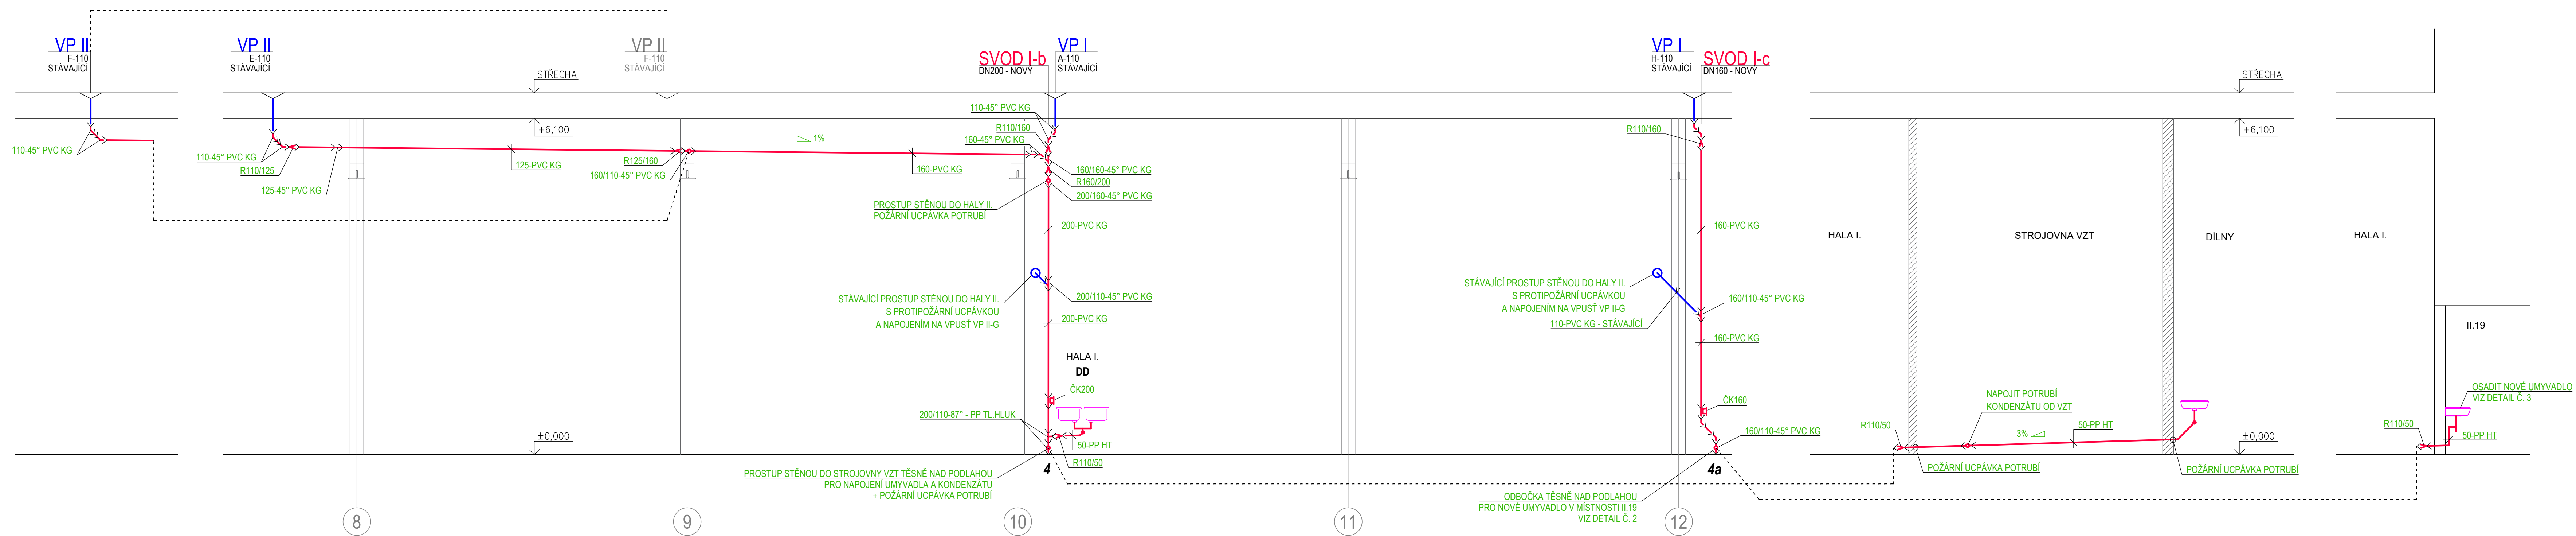 VP II
F-110
STÁVAJÍCÍ
VP II
E-110
STÁVAJÍCÍ
VP II
F-110
STÁVAJÍCÍ
SVOD I-b
DN200 - NOVÝ
VP I
A-110
STÁVAJÍCÍ
VP I
H-110
STÁVAJÍCÍ
SVOD I-c
DN160 - NOVÝ
STŘECHA
STŘECHA
+6,100
+6,100
110-45° PVC KG
110-45° PVC KG
R110/125
125-45° PVC KG
125-PVC KG
R125/160
160/110-45° PVC KG
1%
160-PVC KG
110-45° PVC KG
R110/160
160-45° PVC KG
160/160-45° PVC KG
R160/200
200/160-45° PVC KG
PROSTUP STĚNOU DO HALY II.
POŽÁRNÍ UCPÁVKA POTRUBÍ
200-PVC KG
STÁVAJÍCÍ PROSTUP STĚNOU DO HALY II.
S PROTIPOŽÁRNÍ UCPÁVKOU
A NAPOJENÍM NA VPUSŤ VP II-G
200/110-45° PVC KG
200-PVC KG
HALA I.
DD
ČK200
200/110-87° - PP TL.HLUK
50-PP HT
R110/50
±0,000
PROSTUP STĚNOU DO STROJOVNY VZT TĚSNĚ NAD PODLAHOU
PRO NAPOJENÍ UMYVADLA A KONDENZÁTU
+ POŽÁRNÍ UCPÁVKA POTRUBÍ
4
R110/160
160-PVC KG
STÁVAJÍCÍ PROSTUP STĚNOU DO HALY II.
S PROTIPOŽÁRNÍ UCPÁVKOU
A NAPOJENÍM NA VPUSŤ VP II-G
110-PVC KG - STÁVAJÍCÍ
160/110-45° PVC KG
160-PVC KG
ČK160
160/110-45° PVC KG
4a
ODBOČKA TĚSNĚ NAD PODLAHOU
PRO NOVÉ UMYVADLO V MÍSTNOSTI II.19
VIZ DETAIL Č. 2
HALA I.
STROJOVNA VZT
DÍLNY
HALA I.
II.19
NAPOJIT POTRUBÍ
KONDENZÁTU OD VZT
R110/50
3%
50-PP HT
±0,000
POŽÁRNÍ UCPÁVKA POTRUBÍ
POŽÁRNÍ UCPÁVKA POTRUBÍ
OSADIT NOVÉ UMYVADLO
VIZ DETAIL Č. 3
R110/50
50-PP HT
8
9
10
11
12